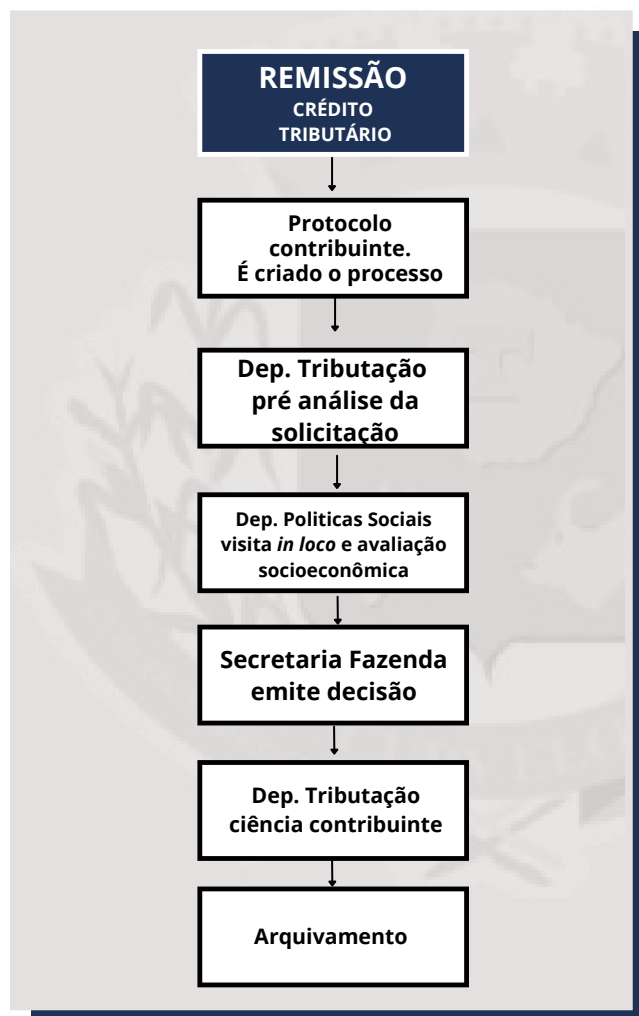 REMISSÃO
CRÉDITO
TRIBUTÁRIO
Protocolo
contribuinte.
É criado o processo
Dep. Tributação
pré análise da
solicitação
Dep. Politicas Sociais
visita in loco e avaliação
socioeconômica
Secretaria Fazenda
emite decisão
Dep. Tributação
ciência contribuinte
Arquivamento